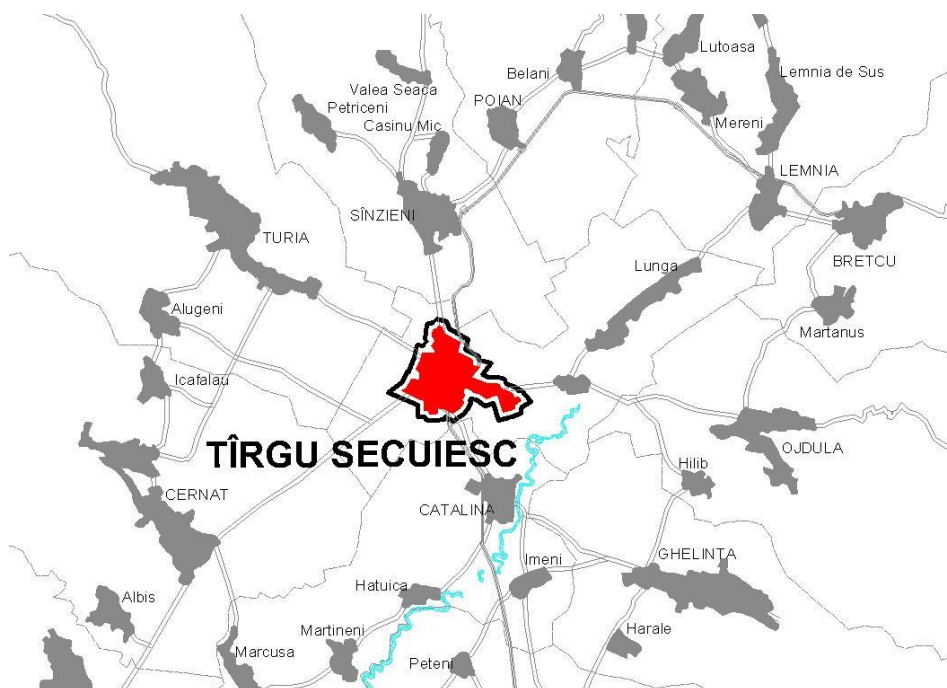 Lutoasa
Belani
Lemnia de Sus
Valea Seaca
Petriceni
POIAN
Casinu Mic
Mereni
LEMNIA
SÎNZIENI
TURIA
BRETCU
Lunga
Alugeni
Martanus
Icafalau
TÎRGU SECUIESC
OJDULA
Hilib
CERNAT
CATALINA
GHELINTA
Imeni
Hatuica
Albis
Harale
Martineni
Marcusa
Peteni